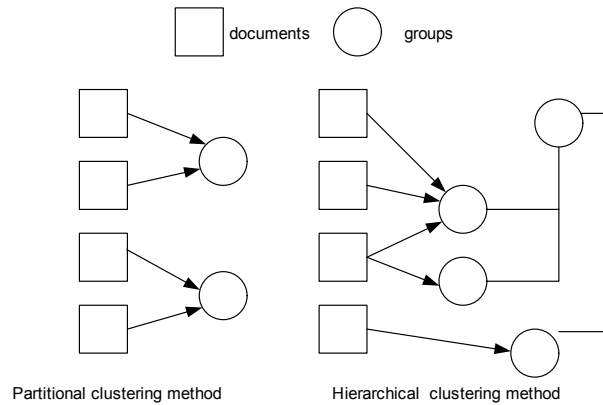 documents
groups
Partitional clustering method
Hierarchical clustering method